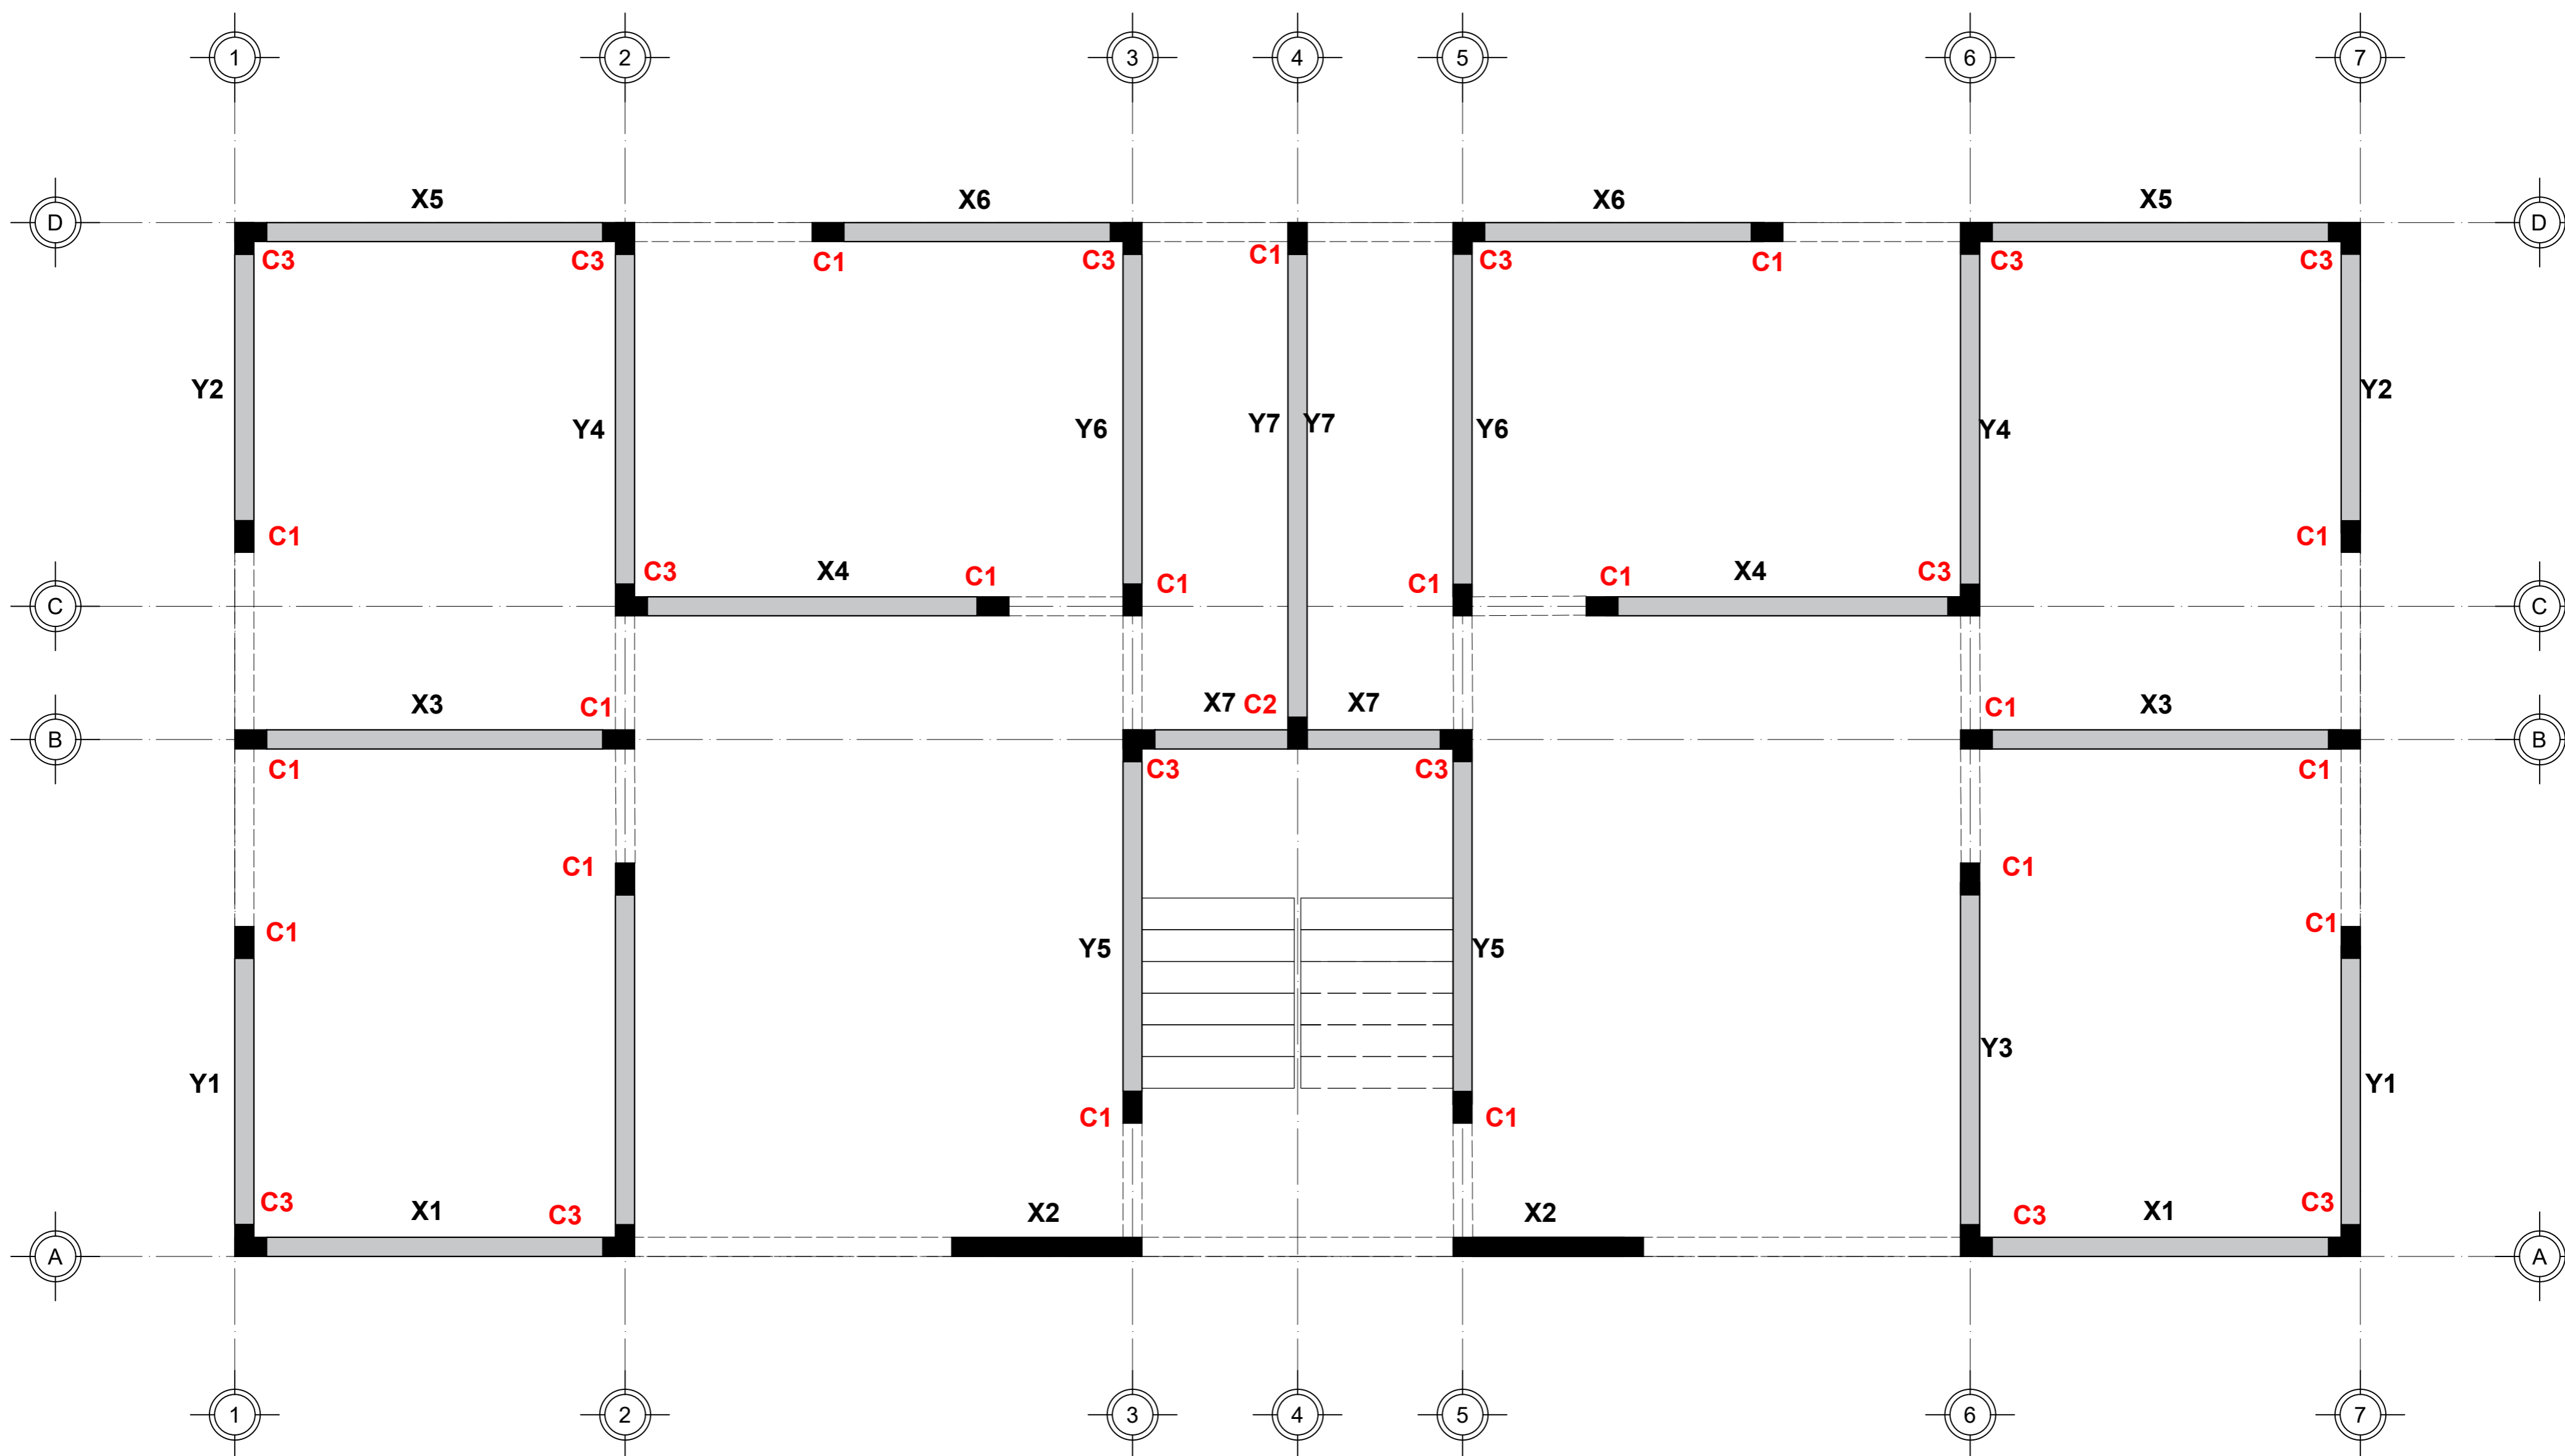 1 2 3 4 5 6 7
X5 X6 X6 X5
D D
C3 C3 C1 C3 C1 C3 C1 C3 C3
Y2 Y4 Y6 Y7 Y7 Y6 Y4 Y2
C1 C1
C3 X4 C1 C1 C1 C1 X4 C3
C C
X3 C1 X7 C2 X7 C1 X3
B B
C1 C3 C3 C1
C1 C1
C1 C1
Y5 Y5
Y1 Y3 Y1
C1 C1
C3 X1 C3 X2 X2 C3 X1 C3
A A
1 2 3 4 5 6 7